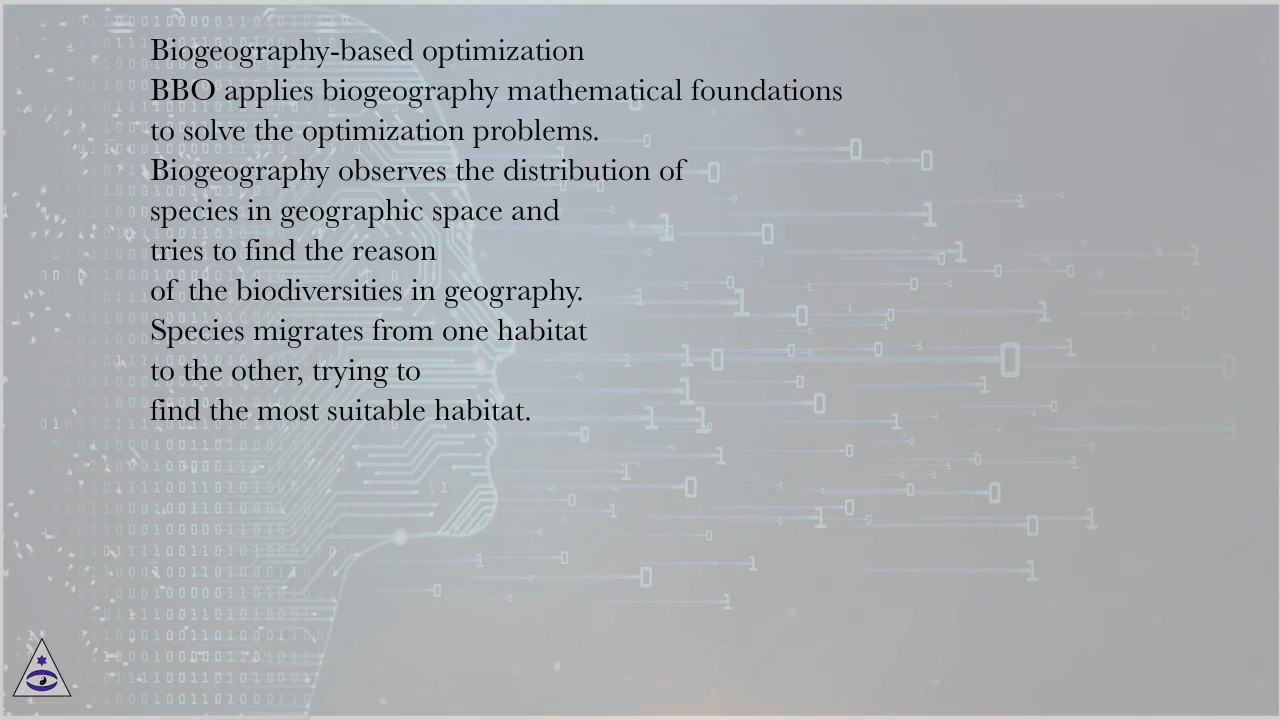 Biogeography-based optimization
BBO applies biogeography mathematical foundations
to solve the optimization problems.
Biogeography observes the distribution of
species in geographic space and
tries to find the reason
of the biodiversities in geography.
Species migrates from one habitat
to the other, trying to
find the most suitable habitat.